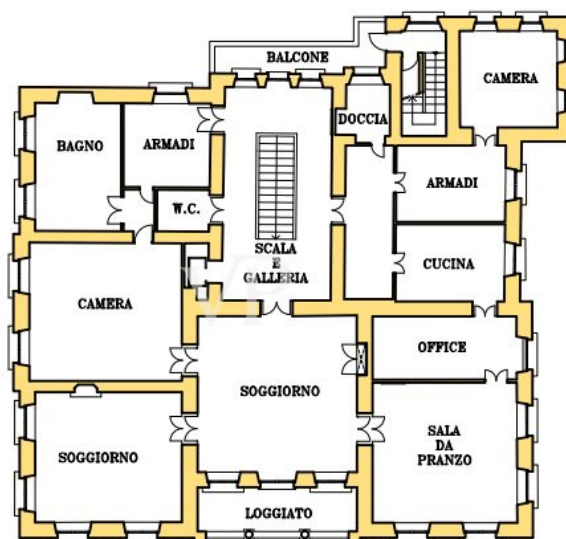 BALCONE
CAMERA
DOCCIA
BAGNO
ARMADI
ARMADI
W.C.
SCALA
E
GALLERIA
CUCINA
CAMERA
OFFICE
SOGGIORNO
SALA
DA
PRANZO
SOGGIORNO
LOGGIATO